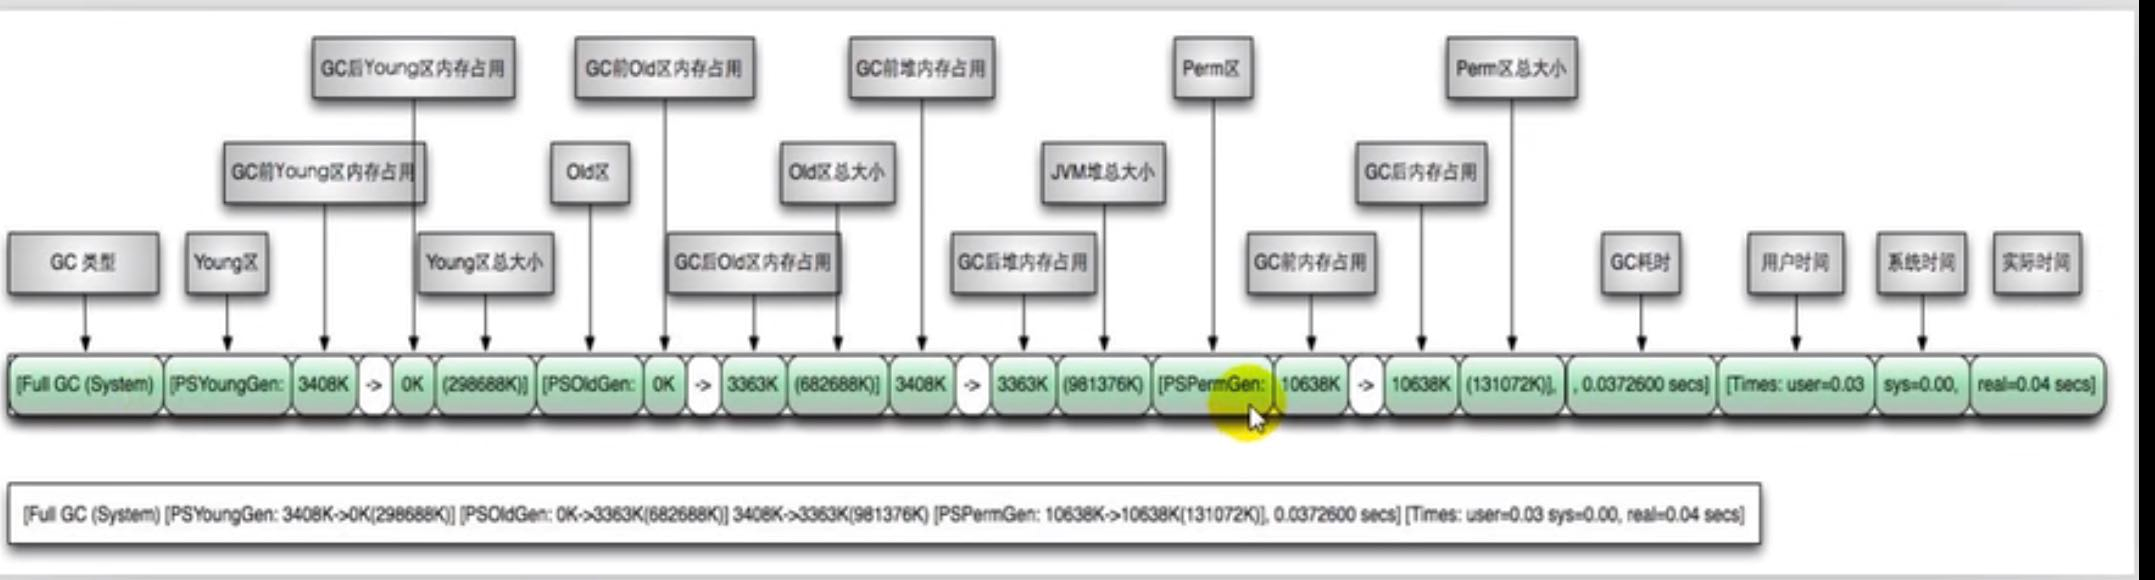 GC后Young区内存占用 GC前Old区内存占用 GC前堆内存占用 Perm区 Perm区总大小
GC前Young区内存占用 Old区 Old区总大小 JVM堆总大小 GC后内存占用
GC 类型 Young区 Young区总大小 GC后Old区内存占用 GC后堆内存占用 GC前内存占用 GC耗时 用户时间 系统时间 实际时间
[Full GC (System) [PSYoungGen: 3408K -> 0K (298688K)] [PSOldGen: 0K -> 3363K (682688K)] 3408K -> 3363K (981376K) [PSPermGen: 10638K -> 10638K (131072K)], , 0.0372600 secs] [Times: user=0.03 sys=0.00, real=0.04 secs]
[Full GC (System) [PSYoungGen: 3408K->0K(298688K)] [PSOldGen: 0K->3363K(682688K)] 3408K->3363K(981376K) [PSPermGen: 10638K->10638K(131072K)], 0.0372600 secs] [Times: user=0.03 sys=0.00, real=0.04 secs]